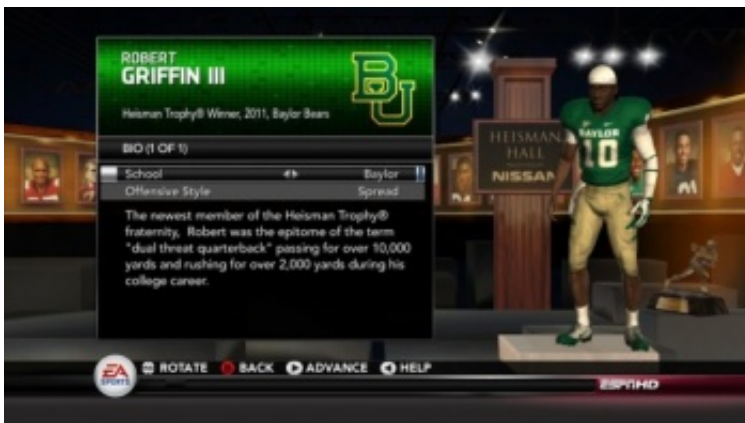 ROBERT
GRIFFIN III
BU
Heisman Trophy® Winner, 2011, Baylor Bears
BIO (1 OF 1)
School Baylor
Offensive Style Spread
The newest member of the Heisman Trophy®
fraternity, Robert was the epitome of the term
"dual threat quarterback" passing for over 10,000
yards and rushing for over 2,000 yards during his
college career.
HEISMAN
HALL
NISSAN
BAYLOR
10
EA
SPORTS
ROTATE BACK ADVANCE HELP
ESPNHD